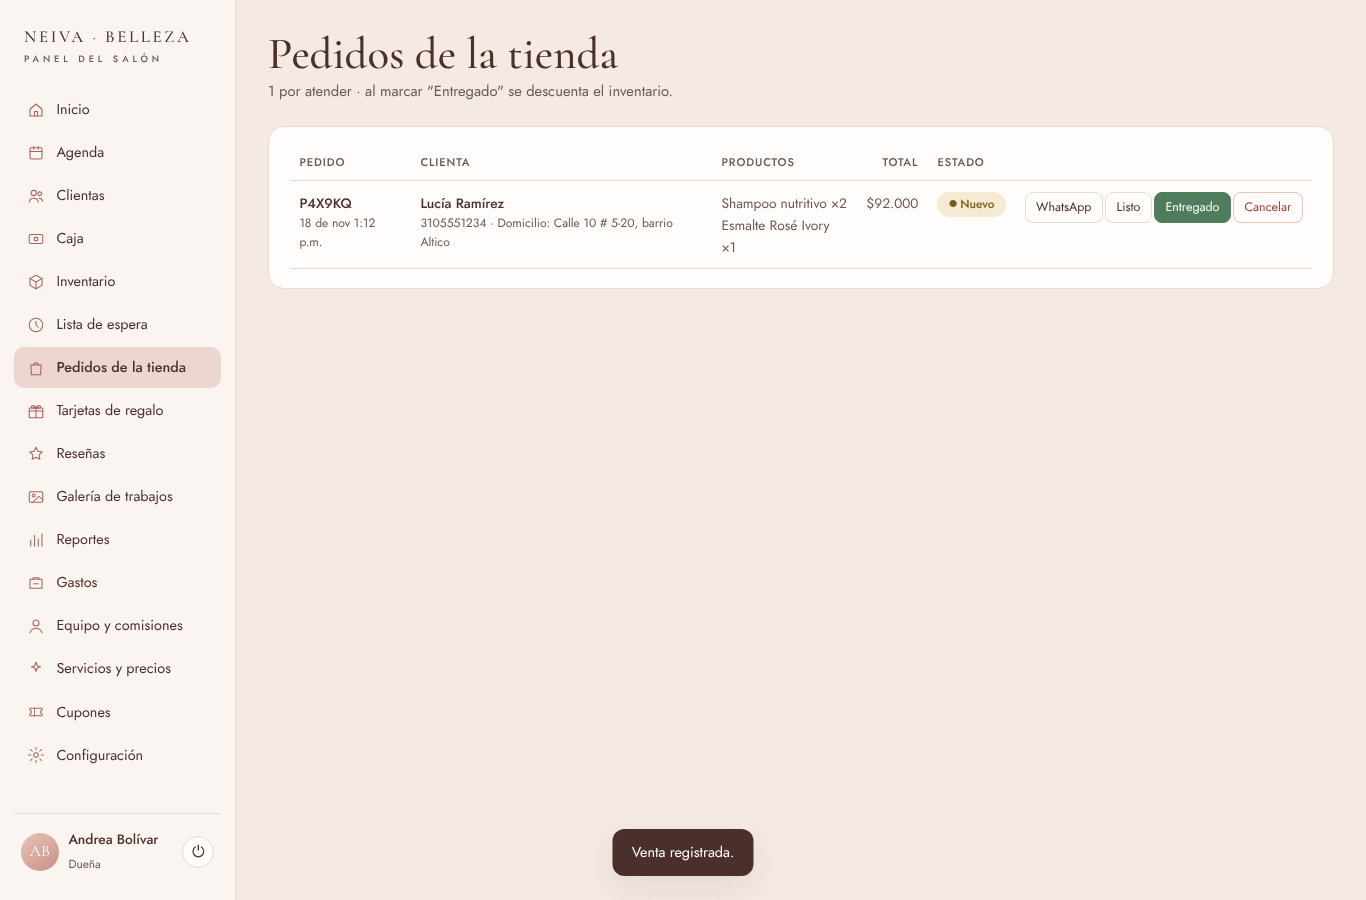 NEIVA · BELLEZA
PANEL DEL SALÓN
Inicio
Agenda
Clientas
Caja
Inventario
Lista de espera
Pedidos de la tienda
Tarjetas de regalo
Reseñas
Galería de trabajos
Reportes
Gastos
Equipo y comisiones
Servicios y precios
Cupones
Configuración
AB
Andrea Bolívar
Dueña
Pedidos de la tienda
1 por atender · al marcar "Entregado" se descuenta el inventario.
PEDIDO CLIENTA PRODUCTOS TOTAL ESTADO
P4X9KQ
18 de nov 1:12
p.m.
Lucía Ramírez
3105551234 · Domicilio: Calle 10 # 5-20, barrio
Altico
Shampoo nutritivo ×2
Esmalte Rosé Ivory
×1
$92.000
Nuevo
WhatsApp
Listo
Entregado
Cancelar
Venta registrada.